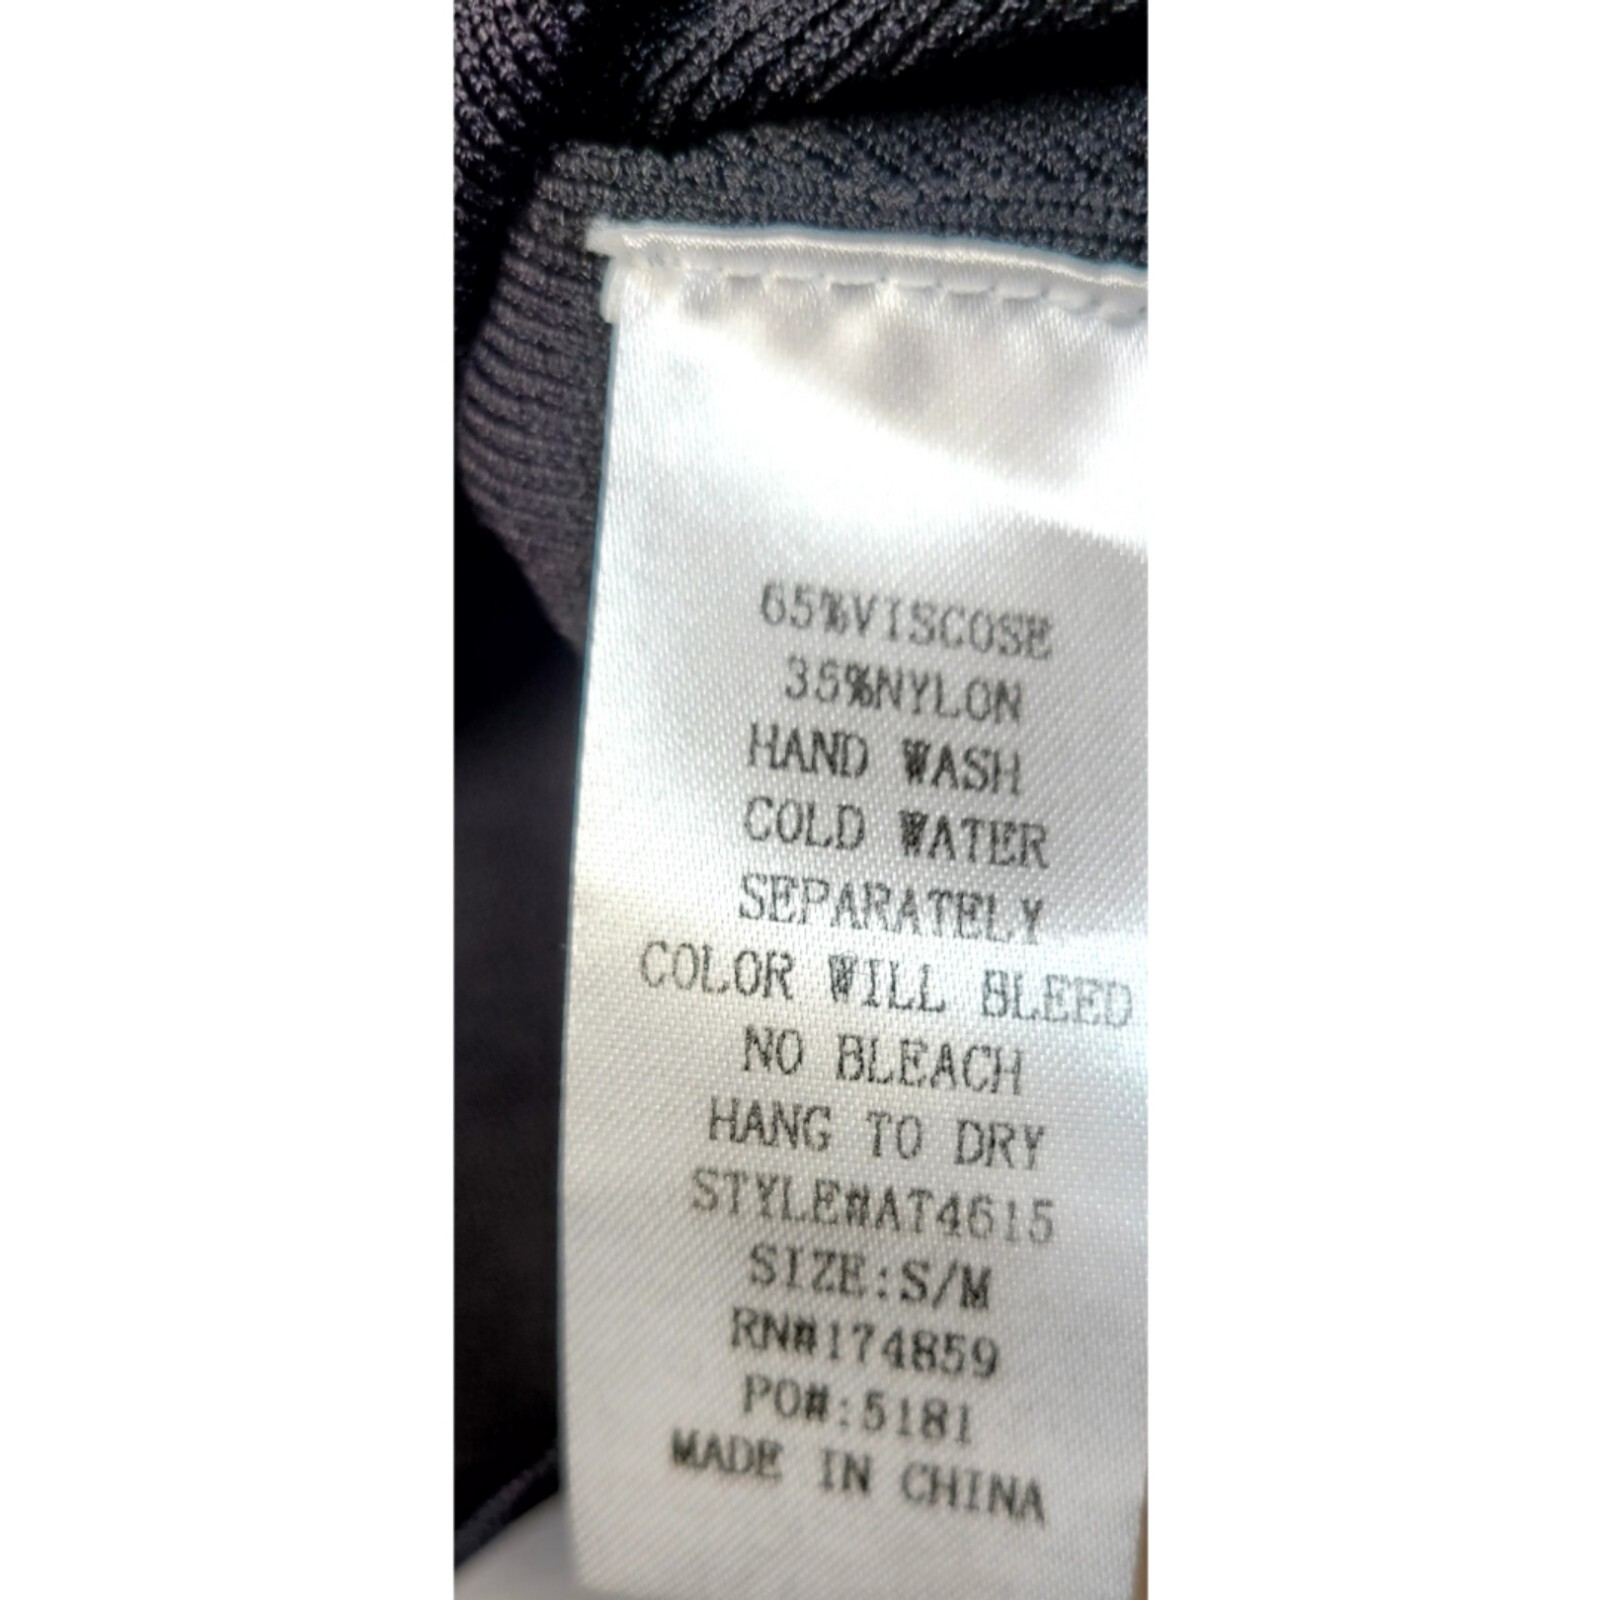 65%VISCOSE
35%NYLON
HAND WASH
COLD WATER
SEPARATELY
COLOR WILL BLEED
NO BLEACH
HANG TO DRY
STYLE#AT4615
SIZE:S/M
RN#174859
PO#:5181
MADE IN CHINA